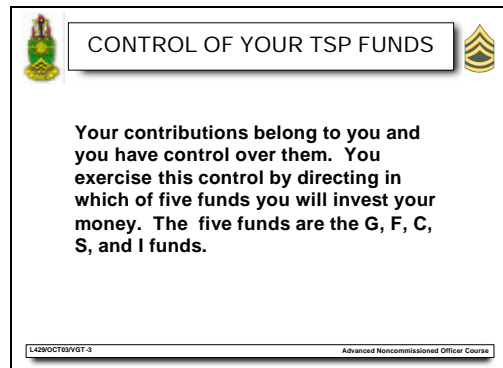 CONTROL OF YOUR TSP FUNDS
Your contributions belong to you and
you have control over them.  You
exercise this control by directing in
which of five funds you will invest your
money.  The  five funds are the G, F, C,
S, and I funds.
L429/OCT03/VGT-3
Advanced Noncommissioned Officer Course